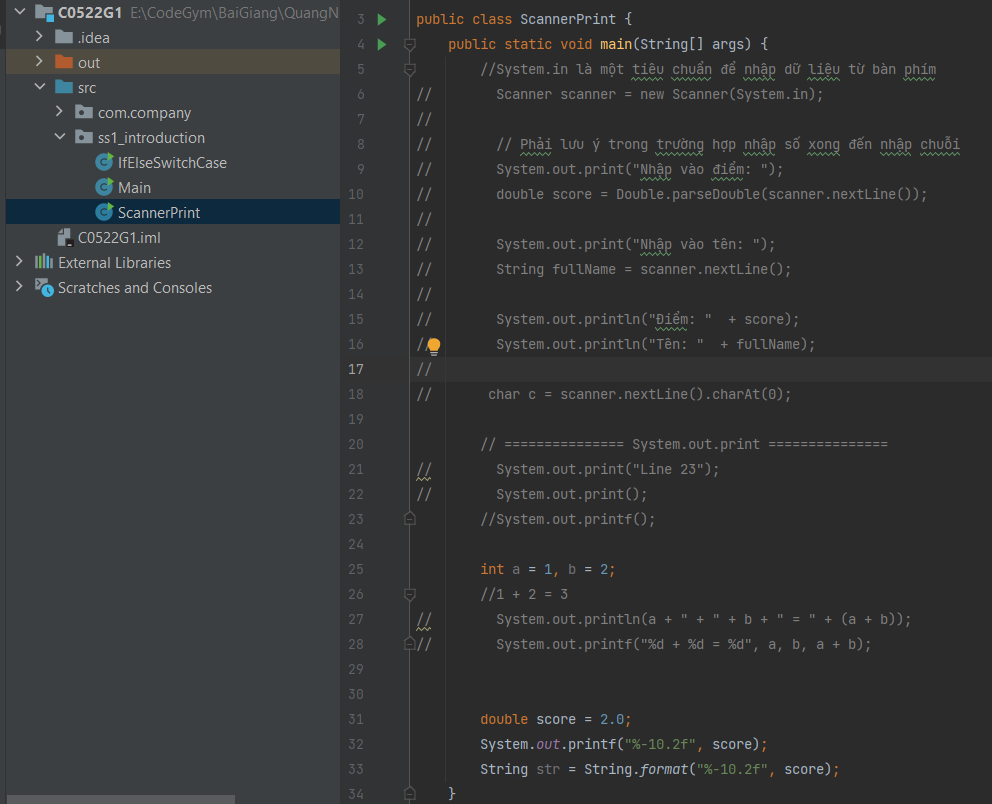 C0522G1 E:\CodeGym\BaiGiang\QuangN
.idea
out
src
com.company
ss1_introduction
IfElseSwitchCase
Main
ScannerPrint
C0522G1.iml
External Libraries
Scratches and Consoles
3 public class ScannerPrint {
4 public static void main(String[] args) {
5 //System.in là một tiêu chuẩn để nhập dữ liệu từ bàn phím
6 // Scanner scanner = new Scanner(System.in);
7 //
8 // // Phải lưu ý trong trường hợp nhập số xong đến nhập chuỗi
9 // System.out.print("Nhập vào điểm: ");
10 // double score = Double.parseDouble(scanner.nextLine());
11 //
12 // System.out.print("Nhập vào tên: ");
13 // String fullName = scanner.nextLine();
14 //
15 // System.out.println("Điểm: " + score);
16 // System.out.println("Tên: " + fullName);
17 //
18 // char c = scanner.nextLine().charAt(0);
19
20 // =============== System.out.print ===============
21 // System.out.print("Line 23");
22 // System.out.print();
23 //System.out.printf();
24
25 int a = 1, b = 2;
26 //1 + 2 = 3
27 // System.out.println(a + " + " + b + " = " + (a + b));
28 // System.out.printf("%d + %d = %d", a, b, a + b);
29
30
31 double score = 2.0;
32 System.out.printf("%-10.2f", score);
33 String str = String.format("%-10.2f", score);
34 }